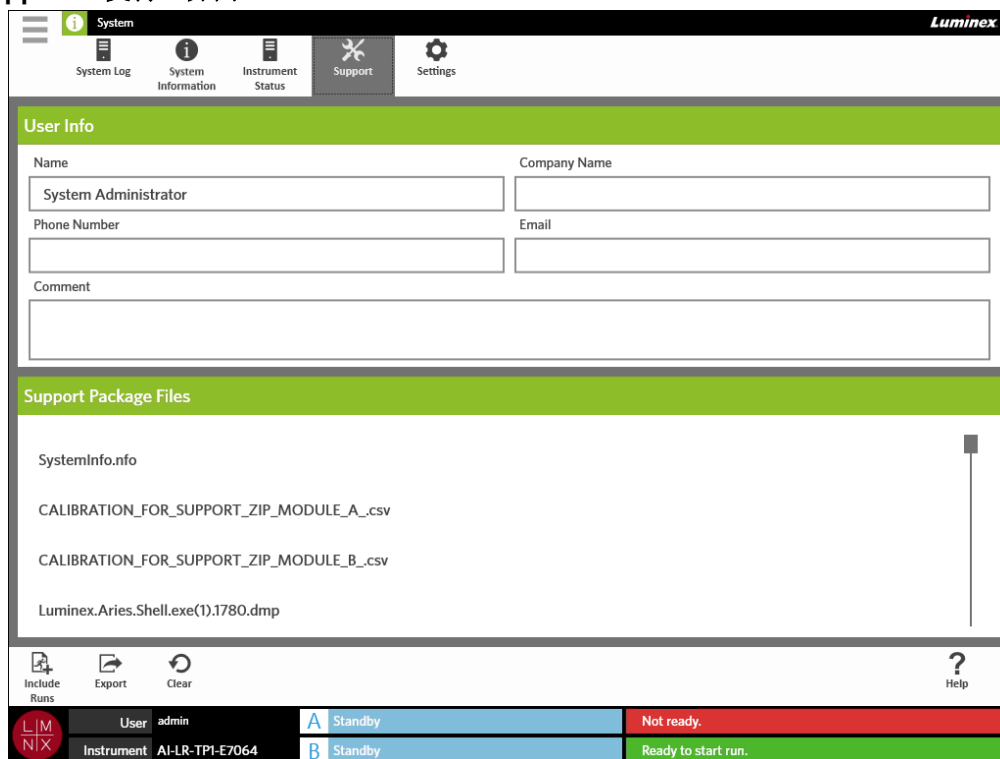 System
Luminex
System Log
System Information
Instrument Status
Support
Settings
User Info
Name
Company Name
System Administrator
Phone Number
Email
Comment
Support Package Files
SystemInfo.nfo
CALIBRATION_FOR_SUPPORT_ZIP_MODULE_A_.csv
CALIBRATION_FOR_SUPPORT_ZIP_MODULE_B_.csv
Luminex.Aries.Shell.exe(1).1780.dmp
Include Runs
Export
Clear
? Help
L M
N X
User admin
A Standby
Not ready.
Instrument AI-LR-TP1-E7064
B Standby
Ready to start run.